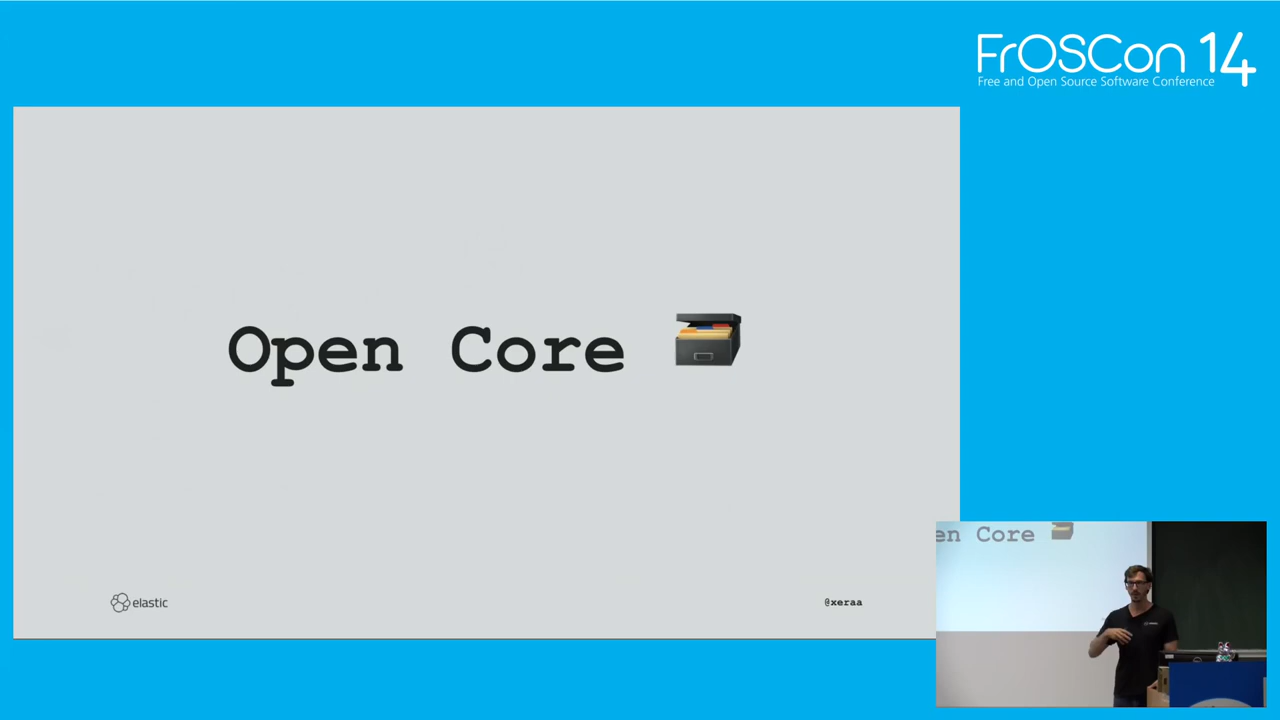 FrOSCon 14
Free and Open Source Software Conference
Open Core
elastic
@xeraa
en Core